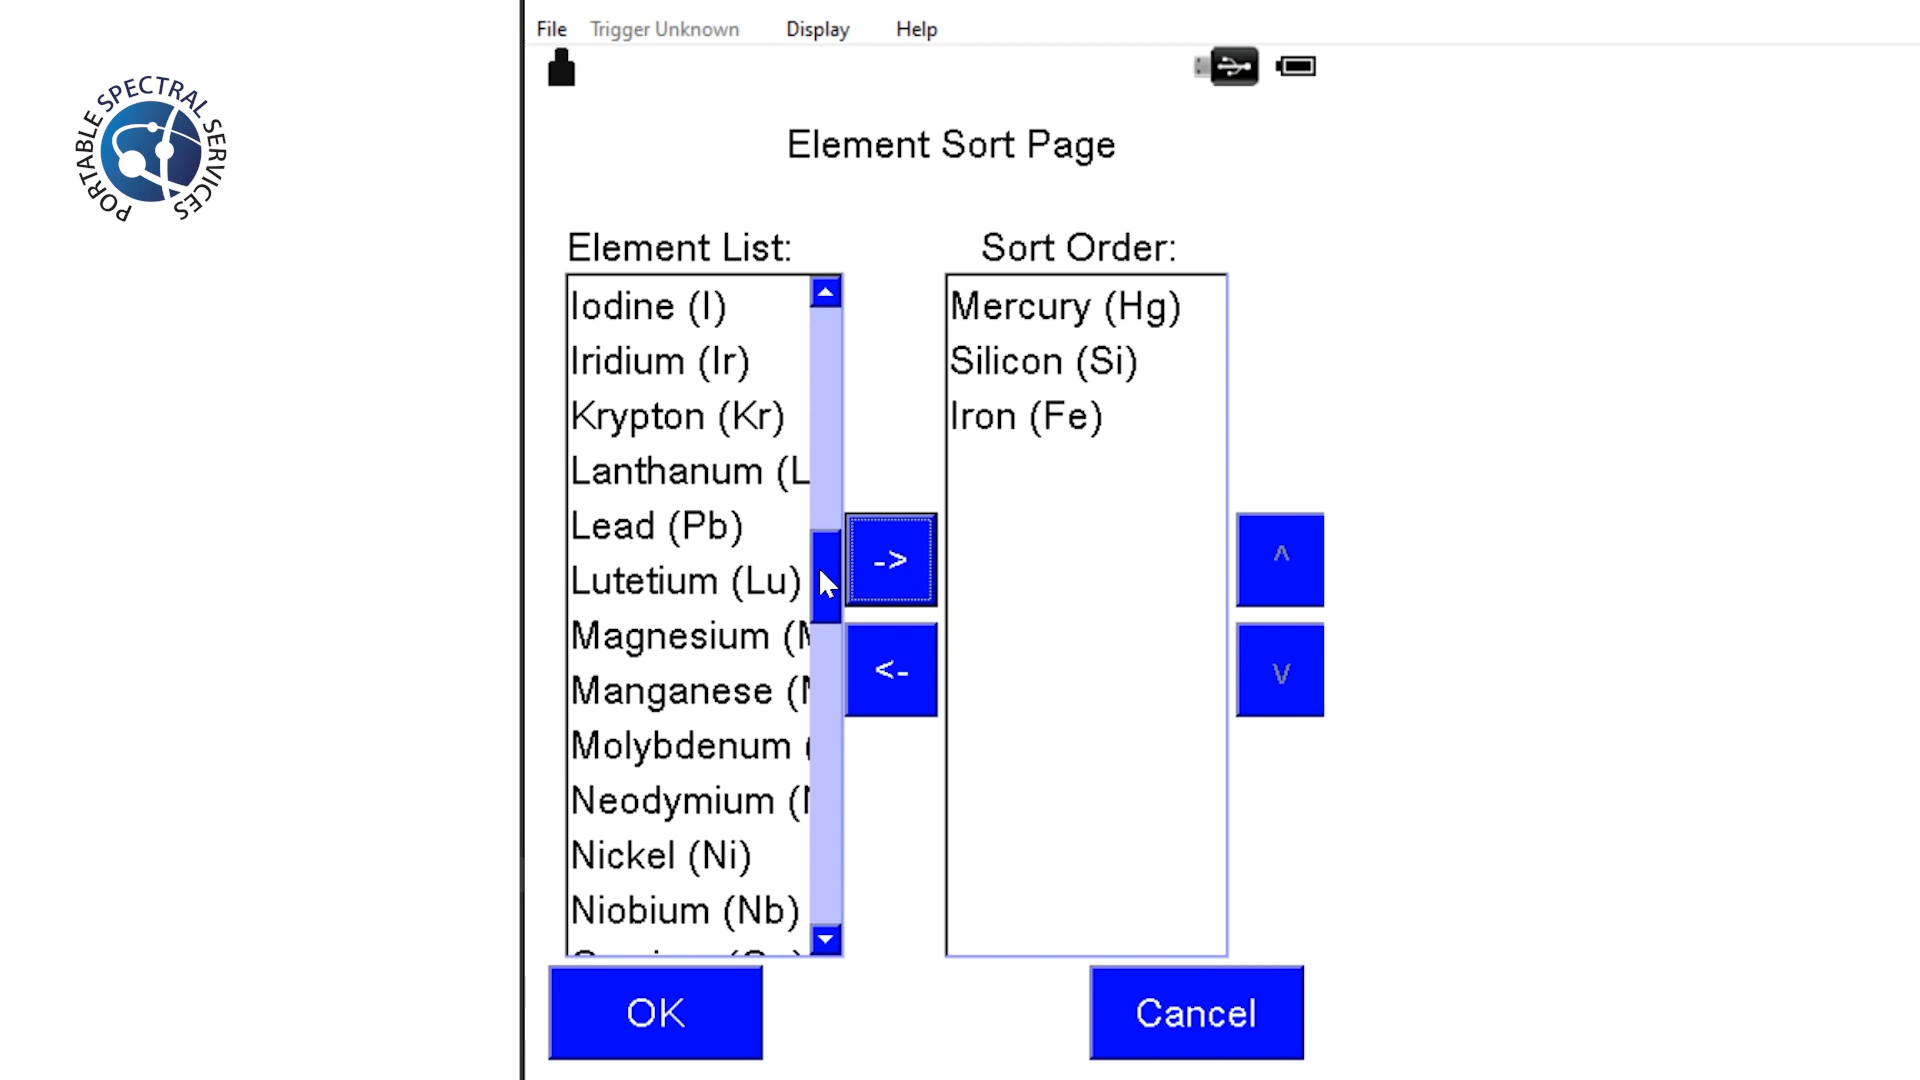 PORTABLE SPECTRAL SERVICES
File Trigger Unknown Display Help
Element Sort Page
Element List:
Sort Order:
Iodine (I)
Iridium (Ir)
Krypton (Kr)
Lanthanum (L
Lead (Pb)
Lutetium (Lu)
Magnesium (M
Manganese (M
Molybdenum (
Neodymium (N
Nickel (Ni)
Niobium (Nb)
->
<-
Mercury (Hg)
Silicon (Si)
Iron (Fe)
^
v
OK
Cancel